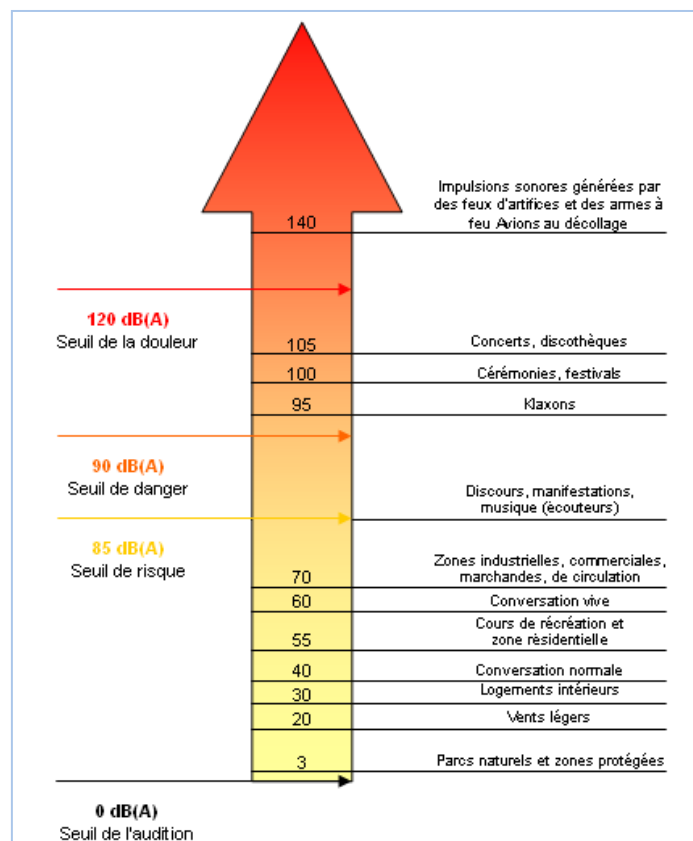 Impulsions sonores générées par
des feux d'artifices et des armes à
feu Avions au décollage
140
120 dB(A)
Seuil de la douleur
105
Concerts, discothèques
100
Cérémonies, festivals
95
Klaxons
90 dB(A)
Seuil de danger
Discours, manifestations,
musique (écouteurs)
85 dB(A)
Seuil de risque
Zones industrielles, commerciales,
marchandes, de circulation
70
60
Conversation vive
Cours de récréation et
zone résidentielle
55
40
Conversation normale
30
Logements intérieurs
20
Vents légers
3
Parcs naturels et zones protégées
0 dB(A)
Seuil de l'audition